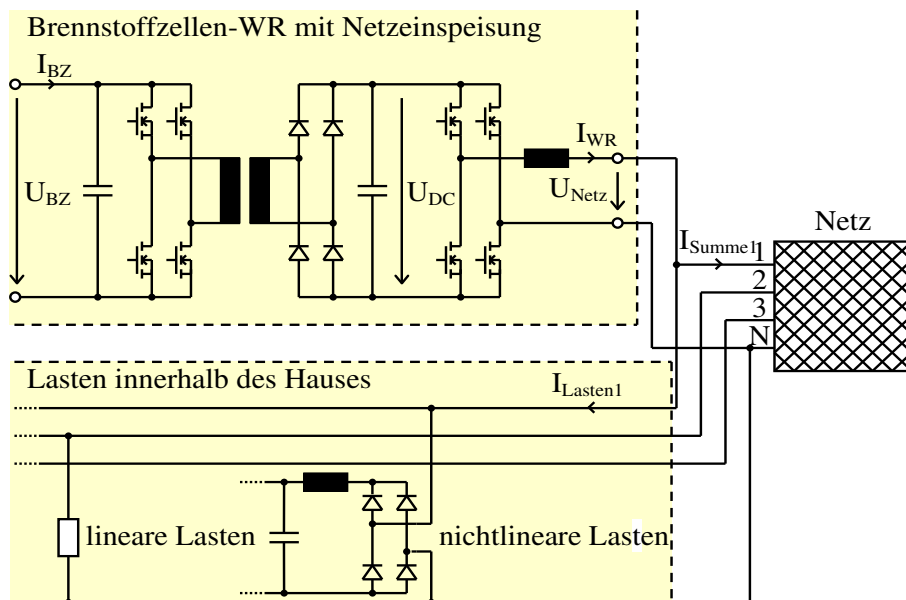 Brennstoffzellen-WR mit Netzeinspeisung
I_BZ
I_WR
U_BZ
U_DC
U_Netz
Netz
I_Summe1
1
2
3
N
Lasten innerhalb des Hauses
I_Lasten1
lineare Lasten
nichtlineare Lasten